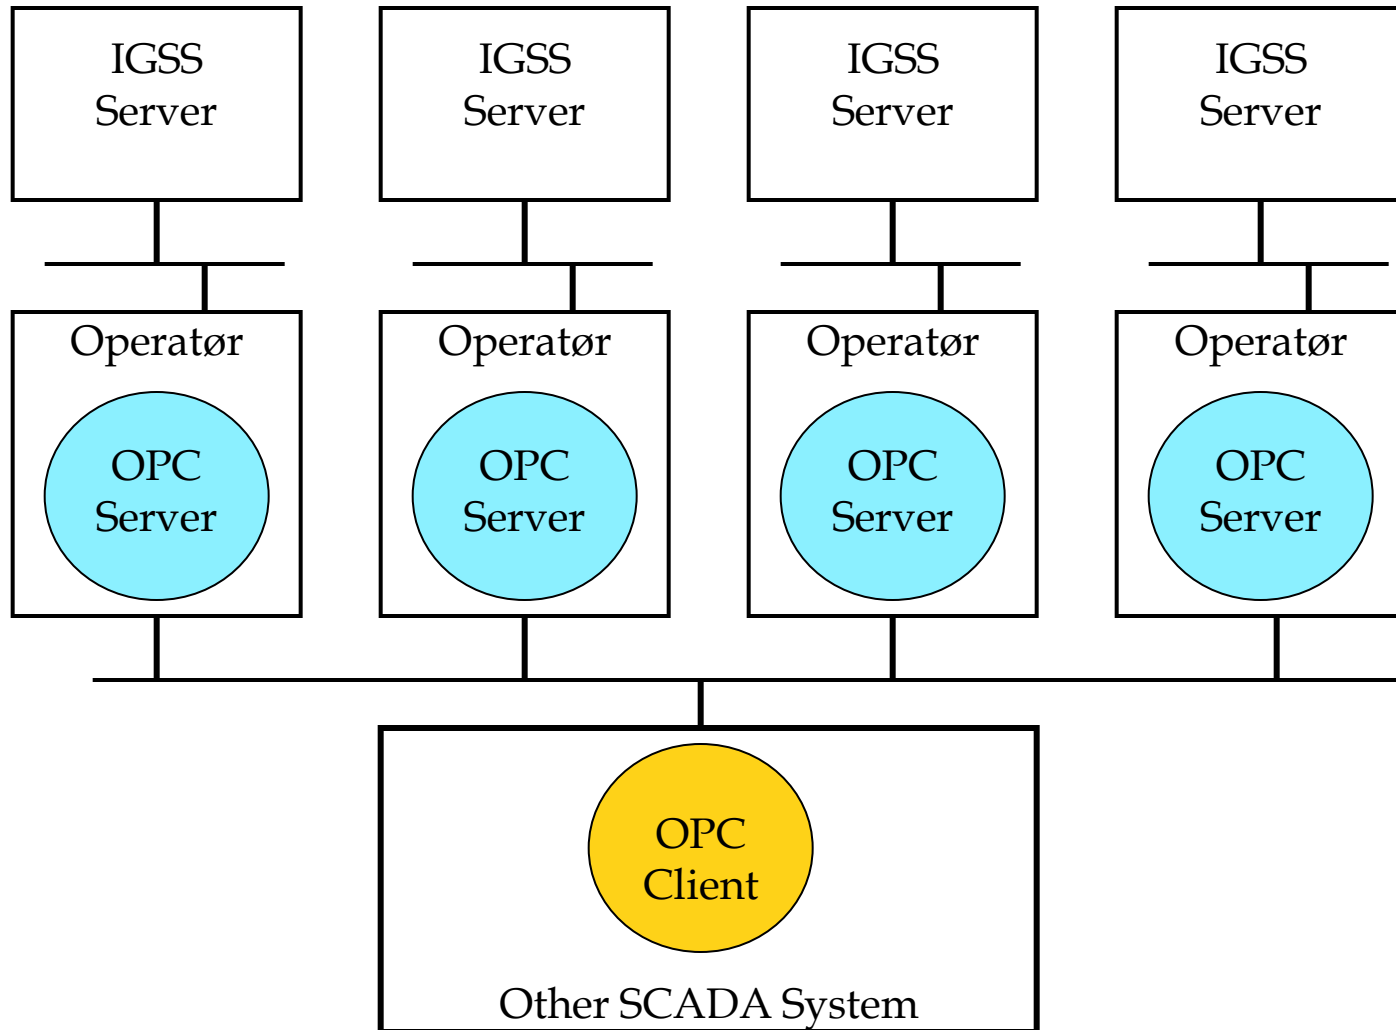 IGSS
Server
IGSS
Server
IGSS
Server
IGSS
Server
Operatør
OPC
Server
Operatør
OPC
Server
Operatør
OPC
Server
Operatør
OPC
Server
OPC
Client
Other SCADA System